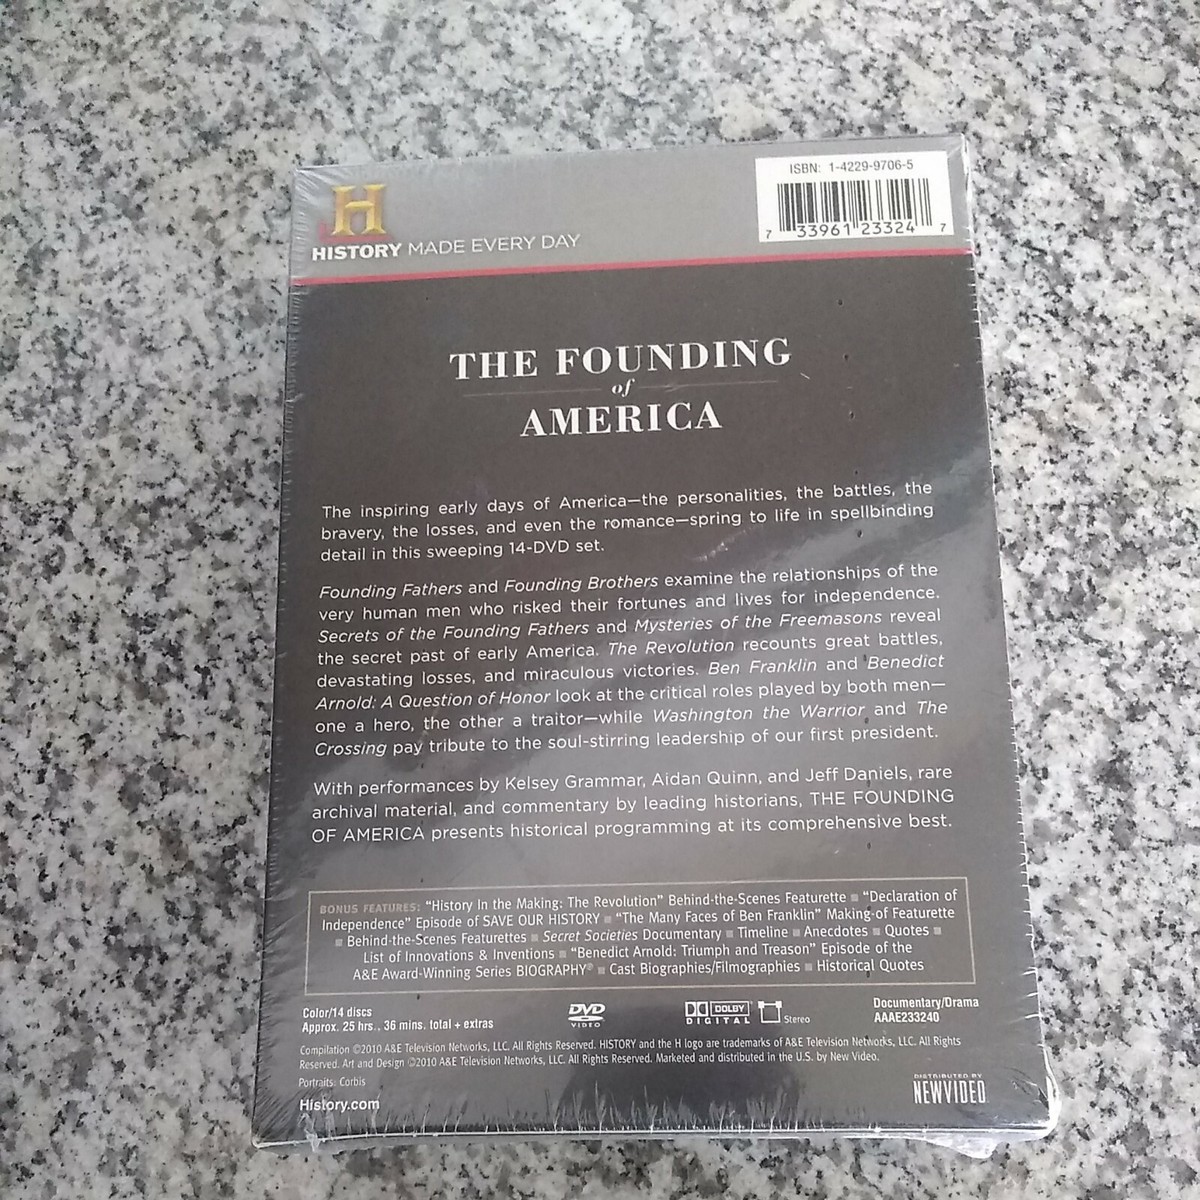 ISBN: 1-4229-9706-5
7 33961 23324 7
H
HISTORY MADE EVERY DAY
THE FOUNDING
of
AMERICA
The inspiring early days of America—the personalities, the battles, the
bravery, the losses, and even the romance—spring to life in spellbinding
detail in this sweeping 14-DVD set.
Founding Fathers and Founding Brothers examine the relationships of the
very human men who risked their fortunes and lives for independence.
Secrets of the Founding Fathers and Mysteries of the Freemasons reveal
the secret past of early America. The Revolution recounts great battles,
devastating losses, and miraculous victories. Ben Franklin and Benedict
Arnold: A Question of Honor look at the critical roles played by both men—
one a hero, the other a traitor—while Washington the Warrior and The
Crossing pay tribute to the soul-stirring leadership of our first president.
With performances by Kelsey Grammar, Aidan Quinn, and Jeff Daniels, rare
archival material, and commentary by leading historians, THE FOUNDING
OF AMERICA presents historical programming at its comprehensive best.
BONUS FEATURES: “History In the Making: The Revolution” Behind-the-Scenes Featurette ■ “Declaration of
Independence” Episode of SAVE OUR HISTORY ■ “The Many Faces of Ben Franklin” Making-of Featurette
■ Behind-the-Scenes Featurettes ■ Secret Societies Documentary ■ Timeline ■ Anecdotes ■ Quotes ■
List of Innovations & Inventions ■ “Benedict Arnold: Triumph and Treason” Episode of the
A&E Award-Winning Series BIOGRAPHY® ■ Cast Biographies/Filmographies ■ Historical Quotes
Color/14 discs
Approx. 25 hrs., 36 mins. total + extras
DVD
VIDEO
DOLBY
DIGITAL
Stereo
Documentary/Drama
AAAE233240
Compilation ©2010 A&E Television Networks, LLC. All Rights Reserved. HISTORY and the H logo are trademarks of A&E Television Networks, LLC. All Rights
Reserved. Art and Design ©2010 A&E Television Networks, LLC. All Rights Reserved. Marketed and distributed in the U.S. by New Video.
Portraits: Corbis
History.com
DISTRIBUTED BY
NEWVIDEO